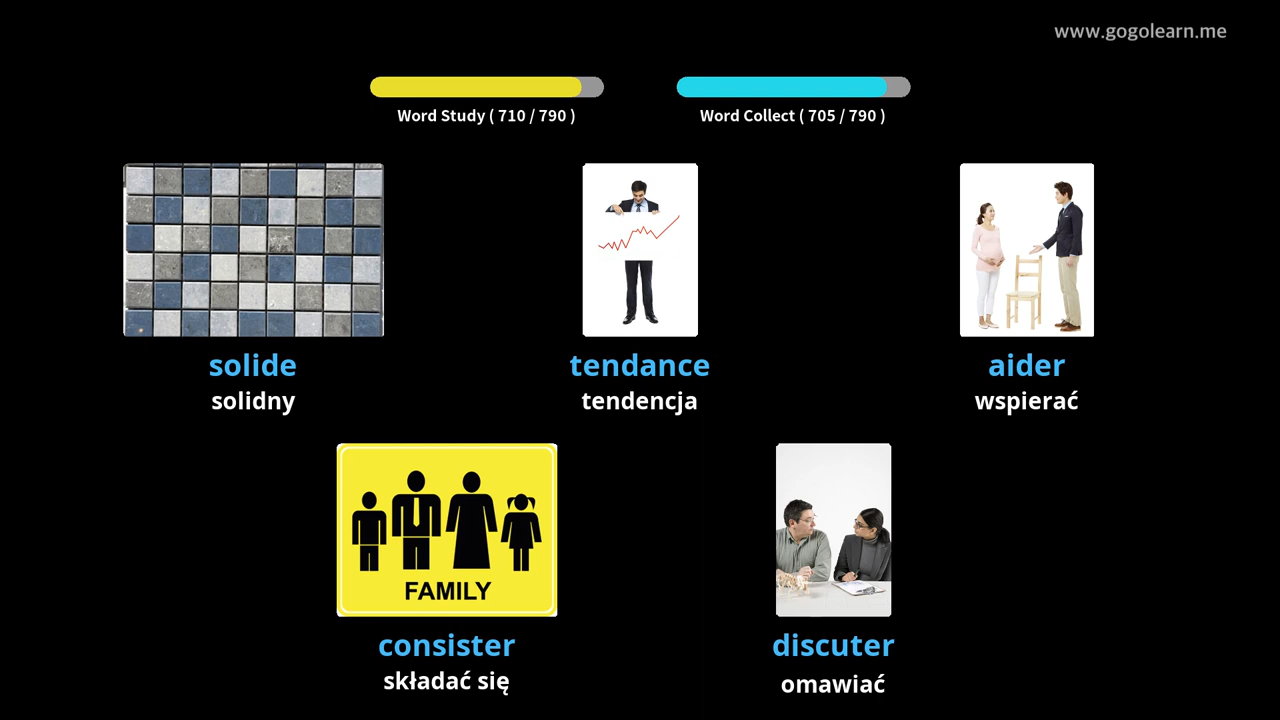 www.gogolearn.me
Word Study ( 710 / 790 )
Word Collect ( 705 / 790 )
solide
solidny
tendance
tendencja
aider
wspierać
FAMILY
consister
składać się
discuter
omawiać